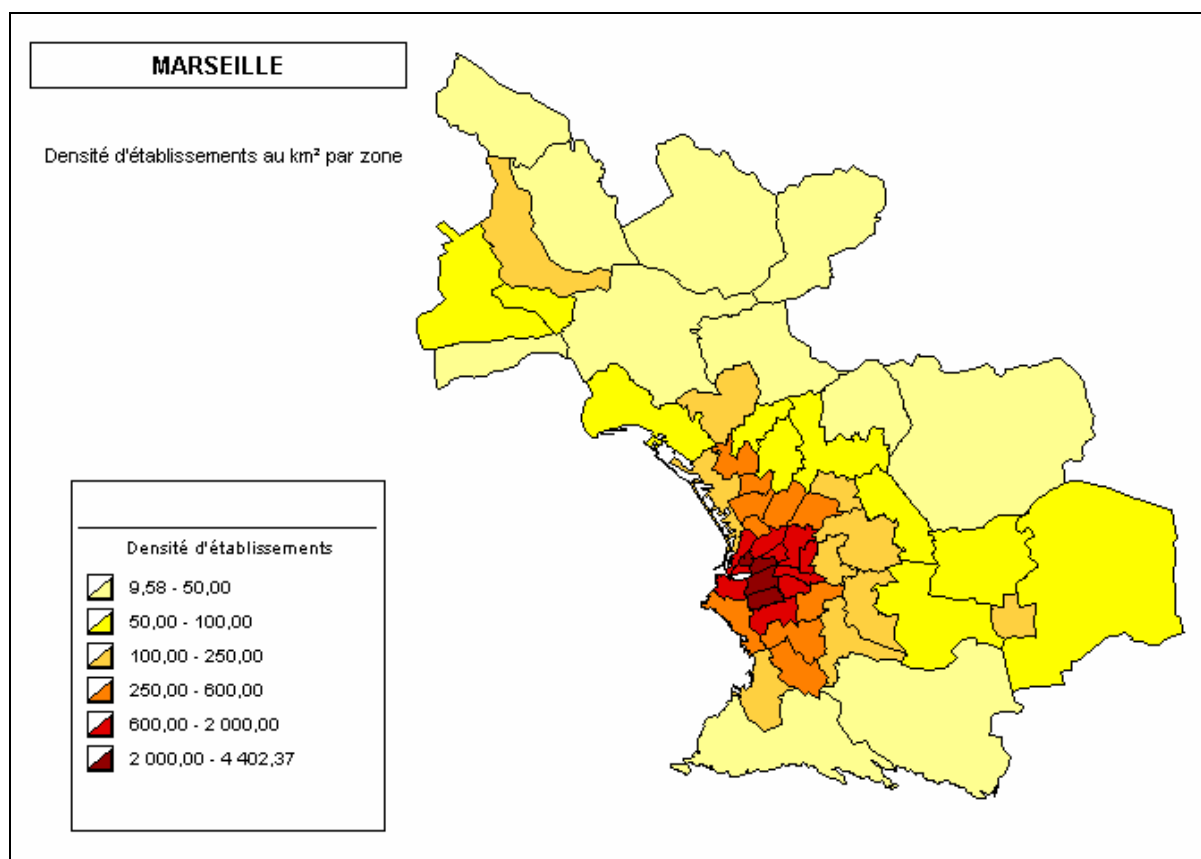 MARSEILLE
Densité d'établissements au km² par zone
Densité d'établissements
9,58 - 50,00
50,00 - 100,00
100,00 - 250,00
250,00 - 600,00
600,00 - 2 000,00
2 000,00 - 4 402,37